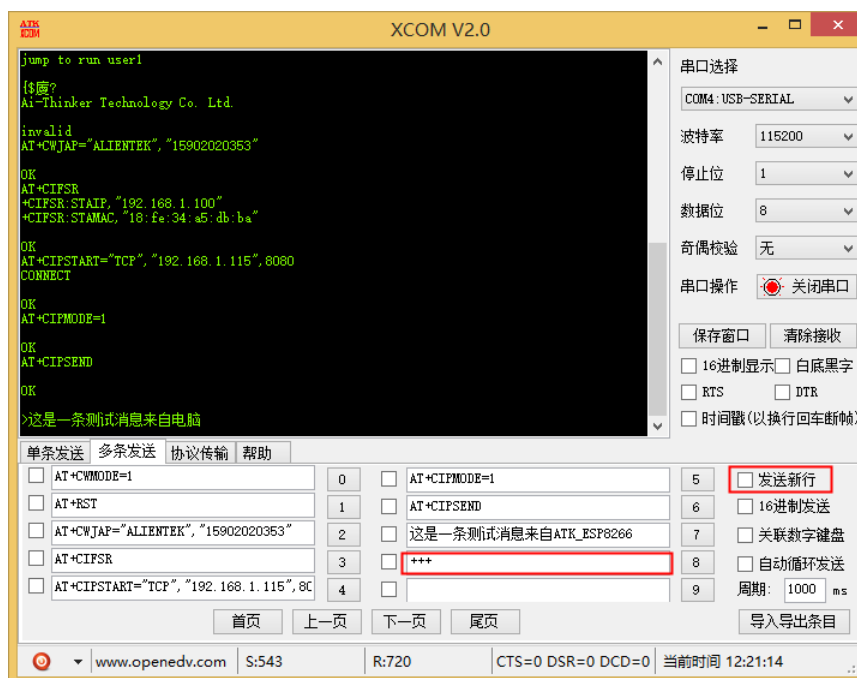 ATK
XCOM
XCOM V2.0
jump to run user1
Ai-Thinker Technology Co. Ltd.
invalid
AT+CWJAP="ALIENTEK","15902020353"
OK
AT+CIFSR
+CIFSR:STAIP,"192.168.1.100"
+CIFSR:STAMAC,"18:fe:34:a5:db:ba"
OK
AT+CIPSTART="TCP","192.168.1.115",8080
CONNECT
OK
AT+CIPMODE=1
OK
AT+CIPSEND
OK
>这是一条测试消息来自电脑
串口选择
COM4:USB-SERIAL
波特率 115200
停止位 1
数据位 8
奇偶校验 无
串口操作 关闭串口
保存窗口 清除接收
16进制显示 白底黑字
RTS DTR
时间戳(以换行回车断帧)
单条发送 多条发送 协议传输 帮助
AT+CWMODE=1 0 AT+CIPMODE=1 5 发送新行
AT+RST 1 AT+CIPSEND 6 16进制发送
AT+CWJAP="ALIENTEK","15902020353" 2 这是一条测试消息来自ATK_ESP8266 7 关联数字键盘
AT+CIFSR 3 +++ 8 自动循环发送
AT+CIPSTART="TCP","192.168.1.115",80 4 9 周期: 1000 ms
首页 上一页 下一页 尾页 导入导出条目
www.openedv.com S:543 R:720 CTS=0 DSR=0 DCD=0 当前时间 12:21:14